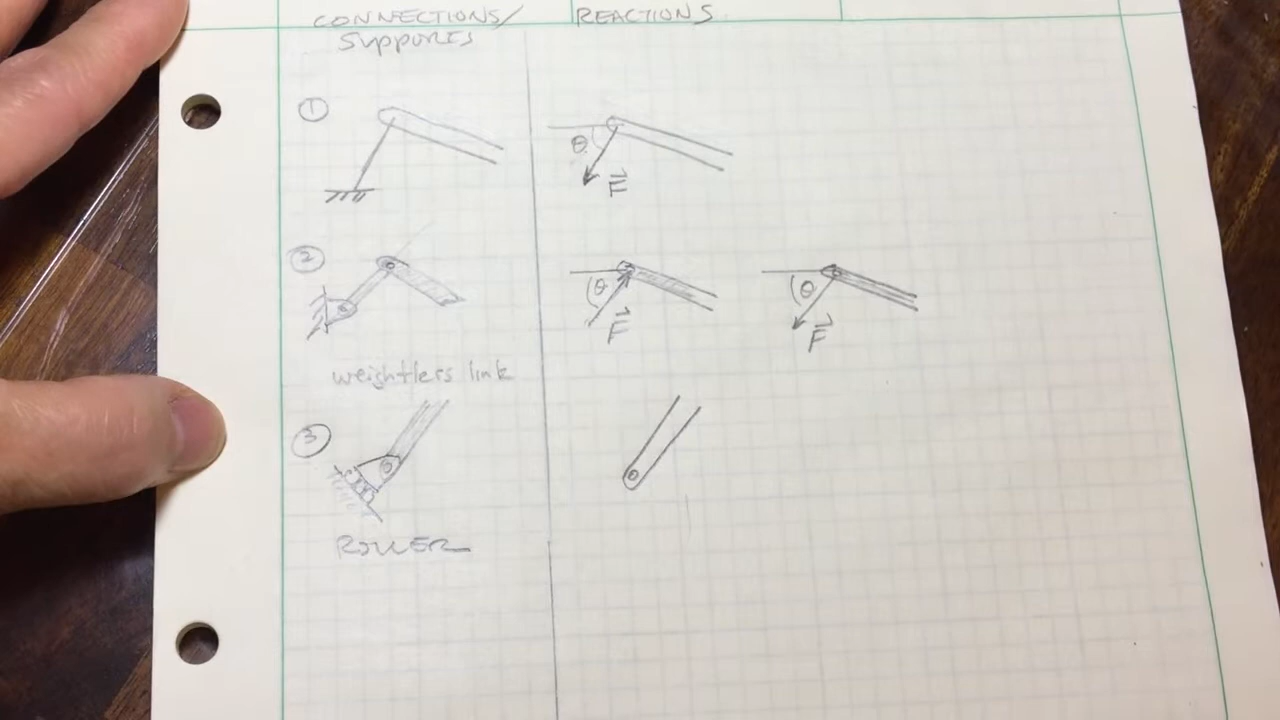 CONNECTIONS/ REACTIONS
SUPPORTS
①
θ
F⃗
②
θ θ
F⃗ F⃗
weightless link
③
ROLLER